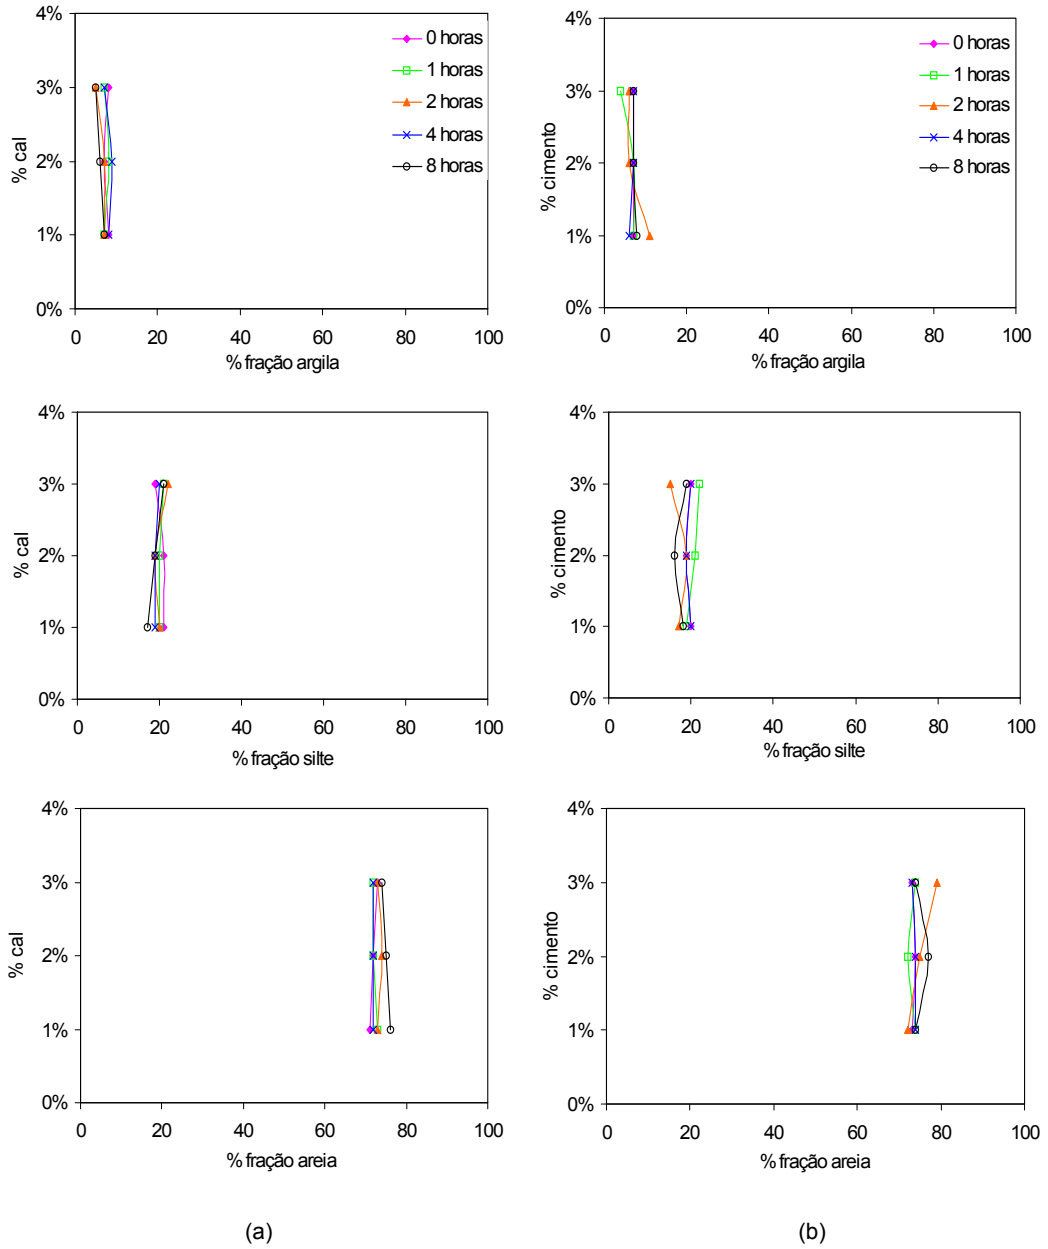 4%
3%
2%
1%
0%
% cal
0 horas
1 horas
2 horas
4 horas
8 horas
0 20 40 60 80 100
% fração argila
4%
3%
2%
1%
0%
% cimento
0 horas
1 horas
2 horas
4 horas
8 horas
0 20 40 60 80 100
% fração argila
4%
3%
2%
1%
0%
% cal
0 20 40 60 80 100
% fração silte
4%
3%
2%
1%
0%
% cimento
0 20 40 60 80 100
% fração silte
4%
3%
2%
1%
0%
% cal
0 20 40 60 80 100
% fração areia
4%
3%
2%
1%
0%
% cimento
0 20 40 60 80 100
% fração areia
(a)
(b)